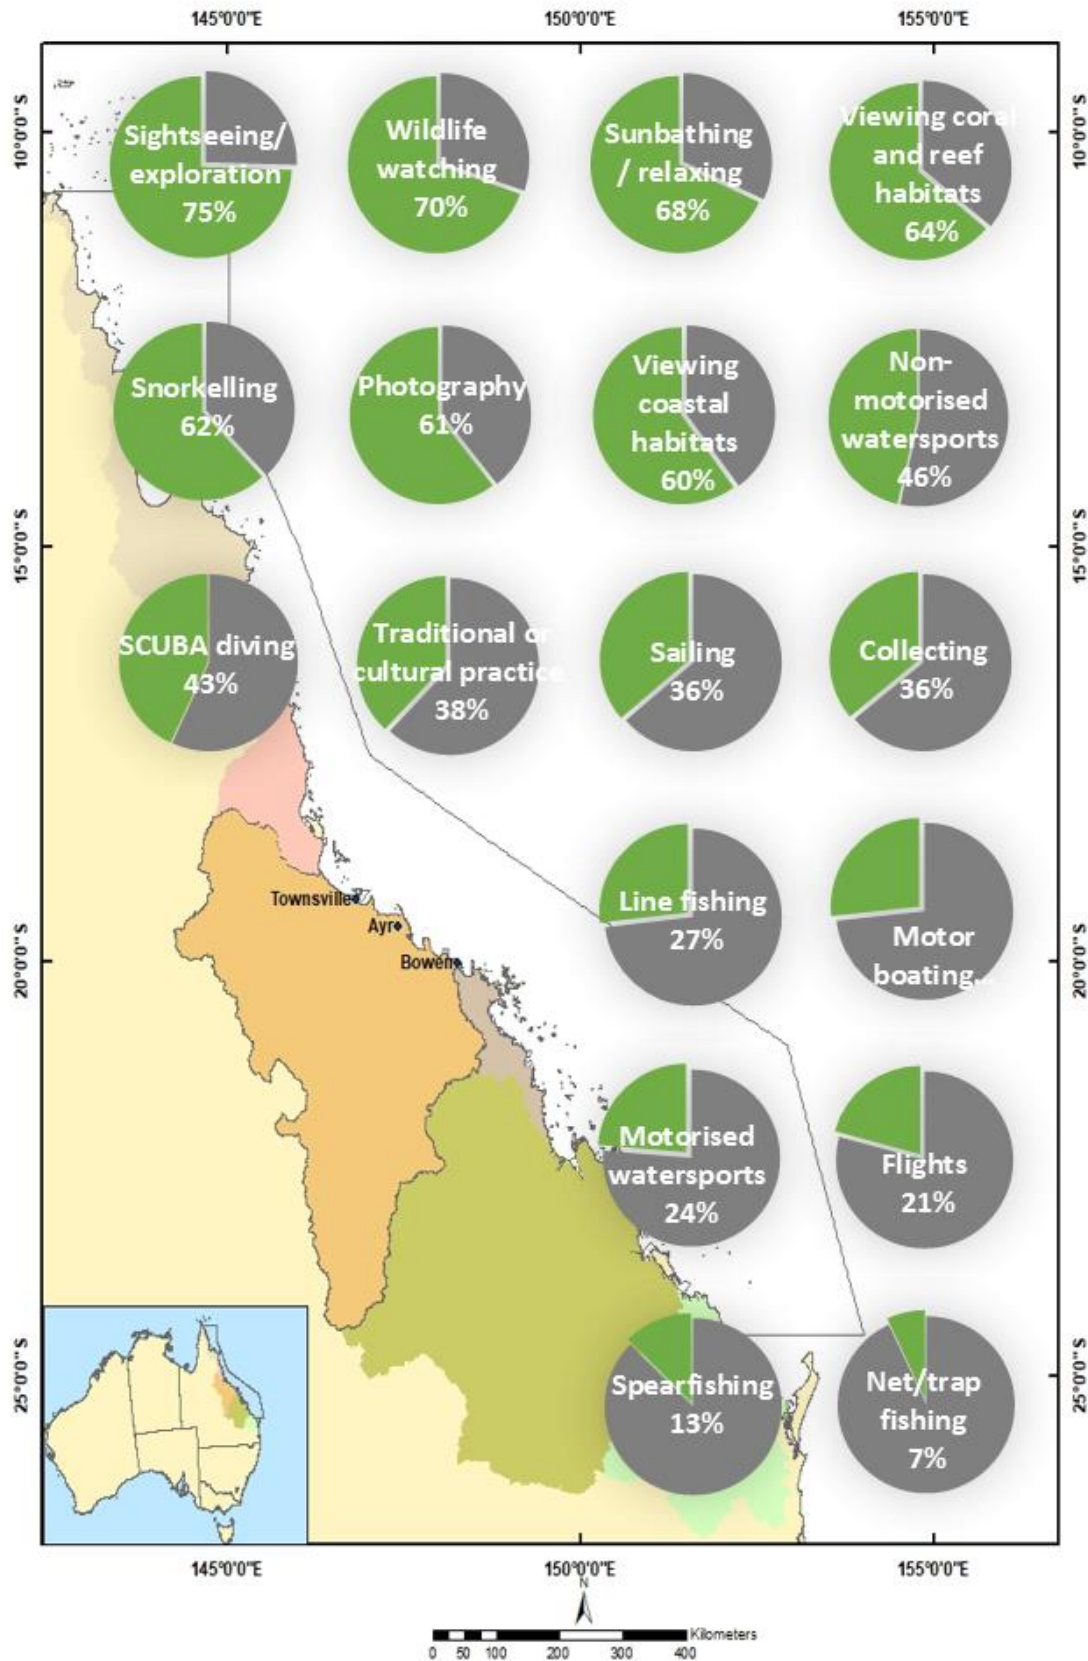 145°0'0"E 150°0'0"E 155°0'0"E
10°0'0"S 10°0'0"S
Sightseeing/
exploration
75%
Wildlife
watching
70%
Sunbathing
/ relaxing
68%
Viewing coral
and reef
habitats
64%
Snorkelling
62%
Photography
61%
Viewing
coastal
habitats
60%
Non-
motorised
watersports
46%
15°0'0"S 15°0'0"S
SCUBA diving
43%
Traditional or
cultural practice
38%
Sailing
36%
Collecting
36%
Townsville
Ayr
Bowen
Line fishing
27%
Motor
boating...
20°0'0"S 20°0'0"S
Motorised
watersports
24%
Flights
21%
25°0'0"S 25°0'0"S
Spearfishing
13%
Net/trap
fishing
7%
145°0'0"E 150°0'0"E 155°0'0"E
N
Kilometers
0 50 100 200 300 400